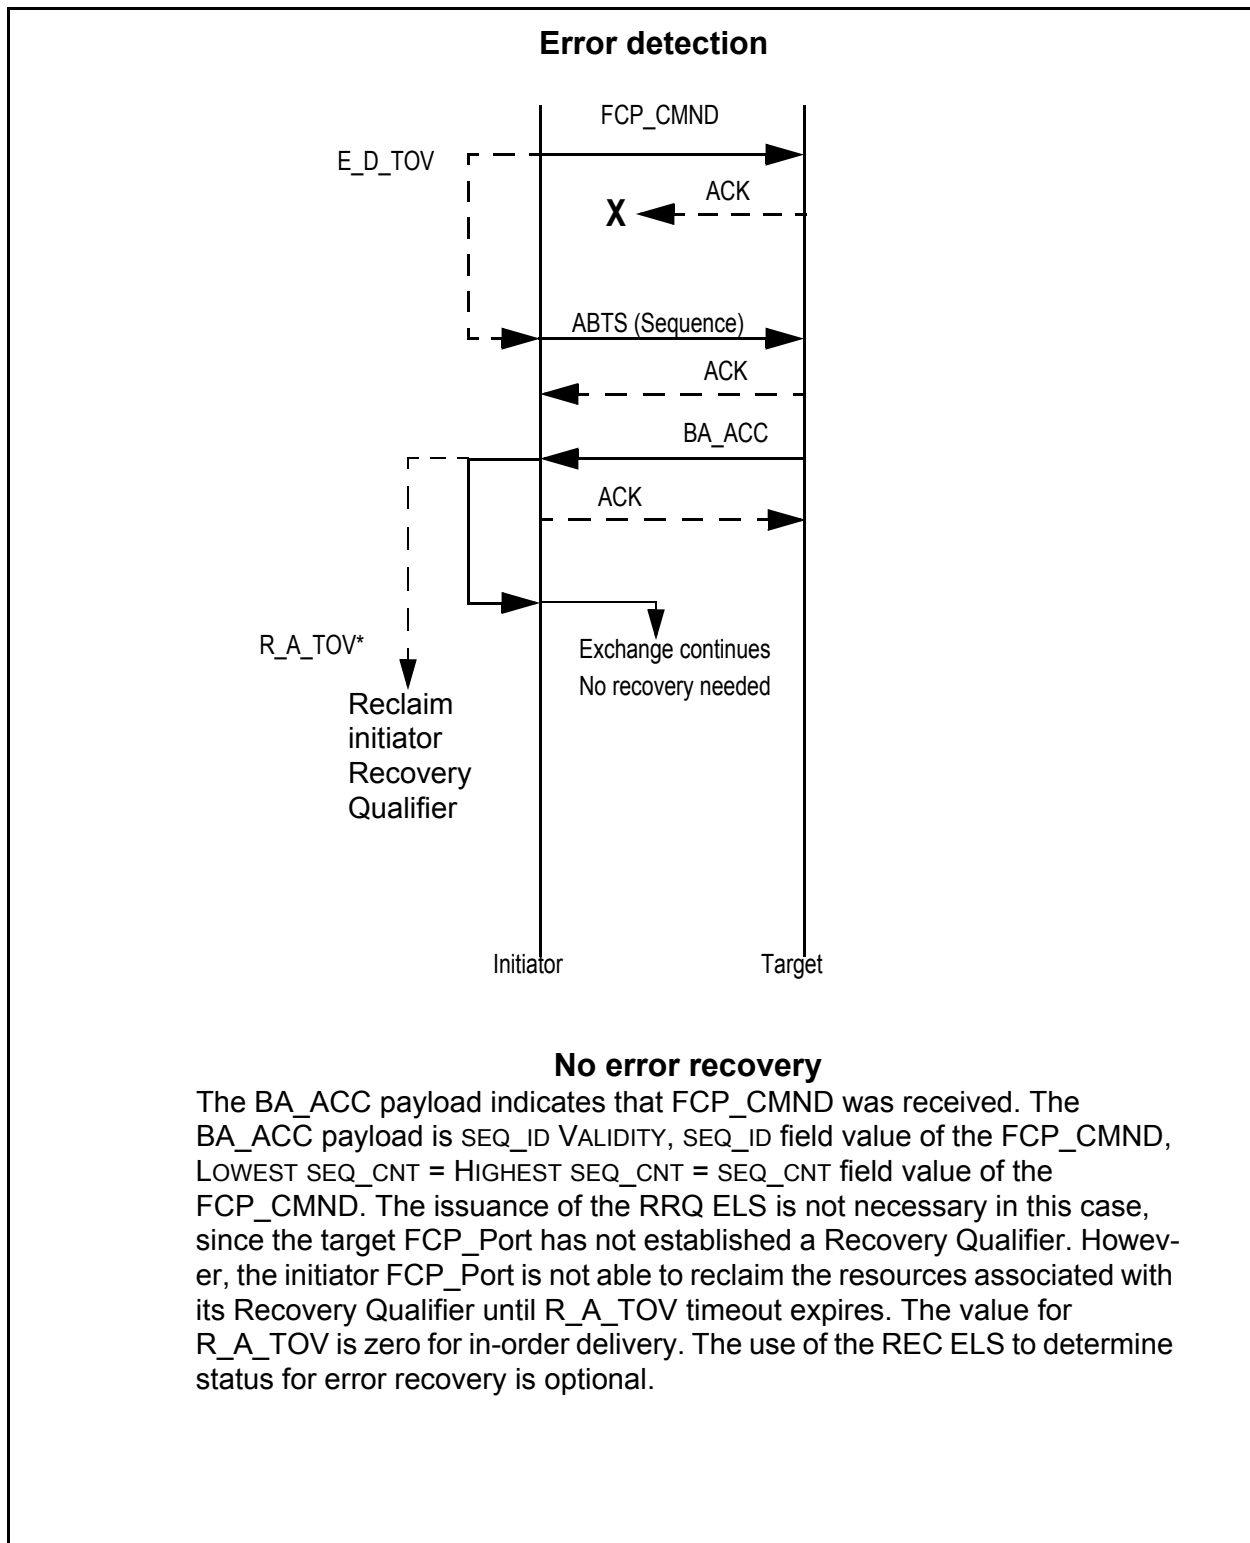 Error detection
FCP_CMND
E_D_TOV
ACK
X
ABTS (Sequence)
ACK
BA_ACC
ACK
R_A_TOV*
Exchange continues
No recovery needed
Reclaim
initiator
Recovery
Qualifier
Initiator
Target
No error recovery
The BA_ACC payload indicates that FCP_CMND was received. The
BA_ACC payload is SEQ_ID VALIDITY, SEQ_ID field value of the FCP_CMND,
LOWEST SEQ_CNT = HIGHEST SEQ_CNT = SEQ_CNT field value of the
FCP_CMND. The issuance of the RRQ ELS is not necessary in this case,
since the target FCP_Port has not established a Recovery Qualifier. Howev-
er, the initiator FCP_Port is not able to reclaim the resources associated with
its Recovery Qualifier until R_A_TOV timeout expires. The value for
R_A_TOV is zero for in-order delivery. The use of the REC ELS to determine
status for error recovery is optional.